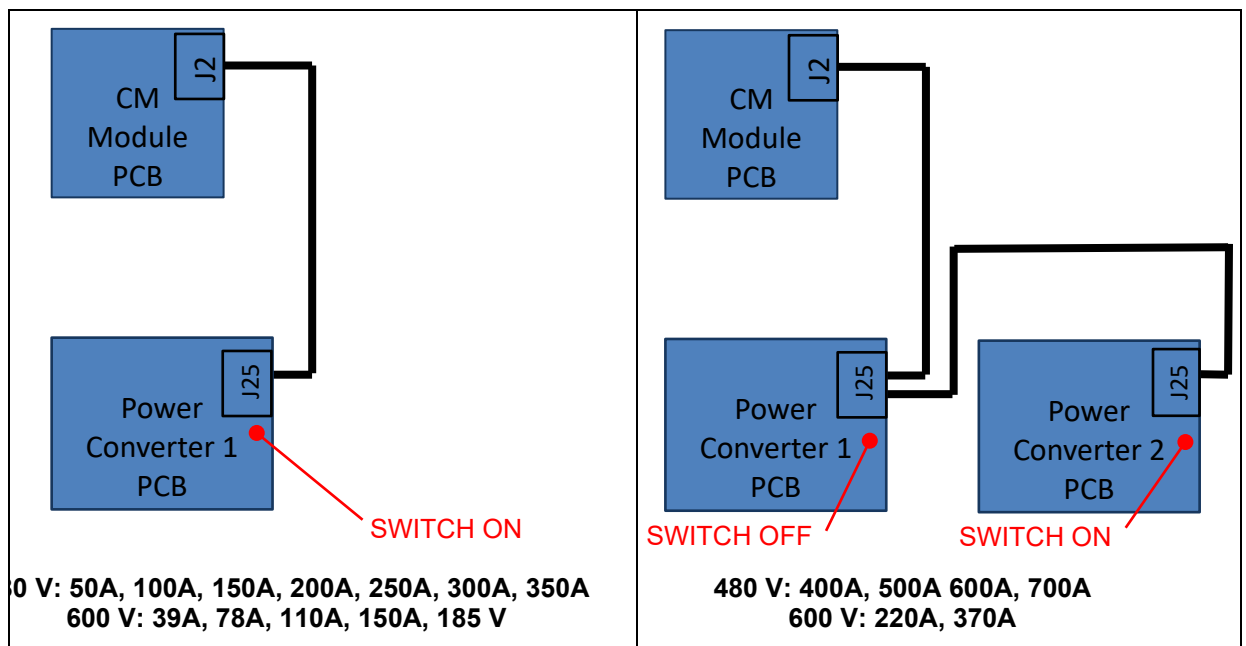 J2
CM
Module
PCB
J25
Power
Converter 1
PCB
SWITCH ON
0 V: 50A, 100A, 150A, 200A, 250A, 300A, 350A
600 V: 39A, 78A, 110A, 150A, 185 V
J2
CM
Module
PCB
J25
Power
Converter 1
PCB
SWITCH OFF
J25
Power
Converter 2
PCB
SWITCH ON
480 V: 400A, 500A 600A, 700A
600 V: 220A, 370A